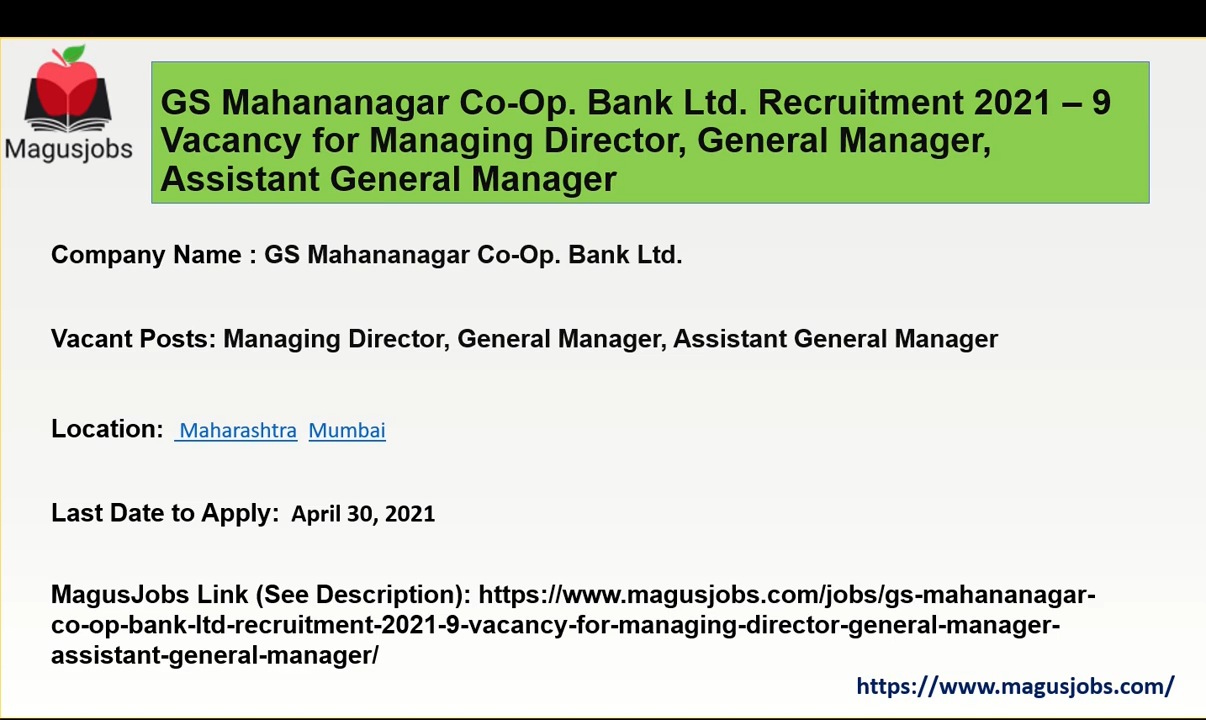 Magusjobs
GS Mahananagar Co-Op. Bank Ltd. Recruitment 2021 – 9
Vacancy for Managing Director, General Manager,
Assistant General Manager
Company Name : GS Mahananagar Co-Op. Bank Ltd.
Vacant Posts: Managing Director, General Manager, Assistant General Manager
Location: Maharashtra Mumbai
Last Date to Apply: April 30, 2021
MagusJobs Link (See Description): https://www.magusjobs.com/jobs/gs-mahananagar-
co-op-bank-ltd-recruitment-2021-9-vacancy-for-managing-director-general-manager-
assistant-general-manager/
https://www.magusjobs.com/